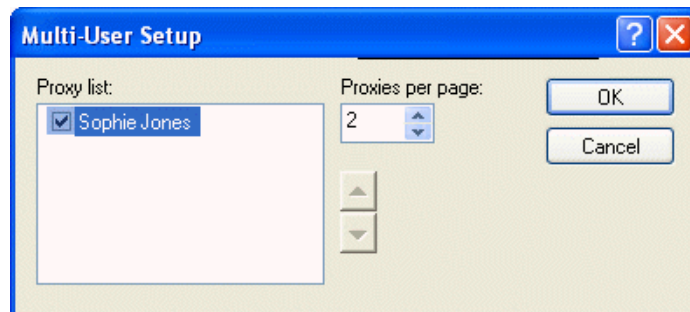 Multi-User Setup
Proxy list:
Proxies per page:
Sophie Jones
2
OK
Cancel